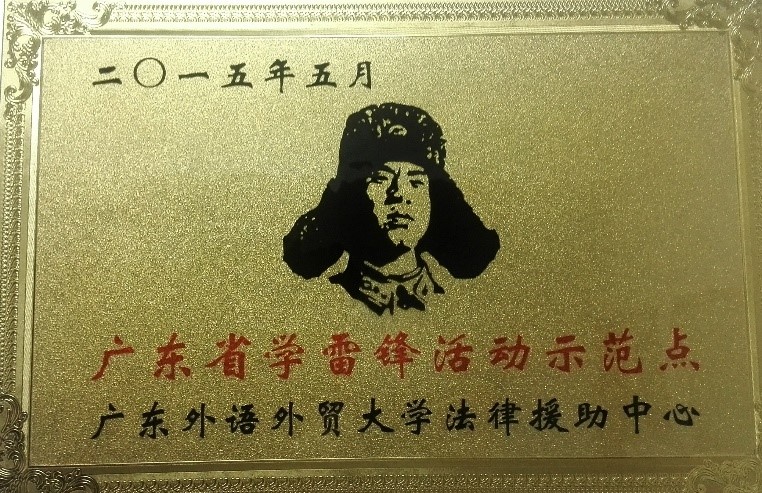 二〇一五年五月
广东省学雷锋活动示范点
广东外语外贸大学法律援助中心